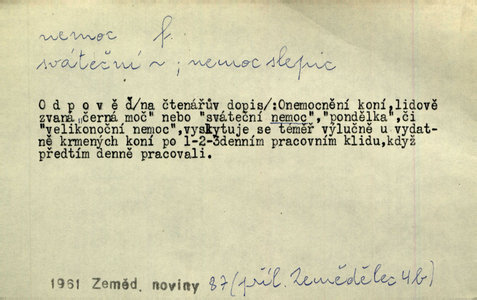 nemoc f.
sváteční ~ ; nemoc slepic
O d p o v ě ď/na čtenářův dopis/:Onemocnění koní,lidově
zvaná „černá moč" nebo "sváteční nemoc","pondělka",či
"velikonoční nemoc",vyskytuje se téměř výlučně u vydat-
ně krmených koní po 1-2-3denním pracovním klidu,když
předtím denně pracovali.
1961 Zeměd. noviny 87 (příl. Zemědělec 4b)